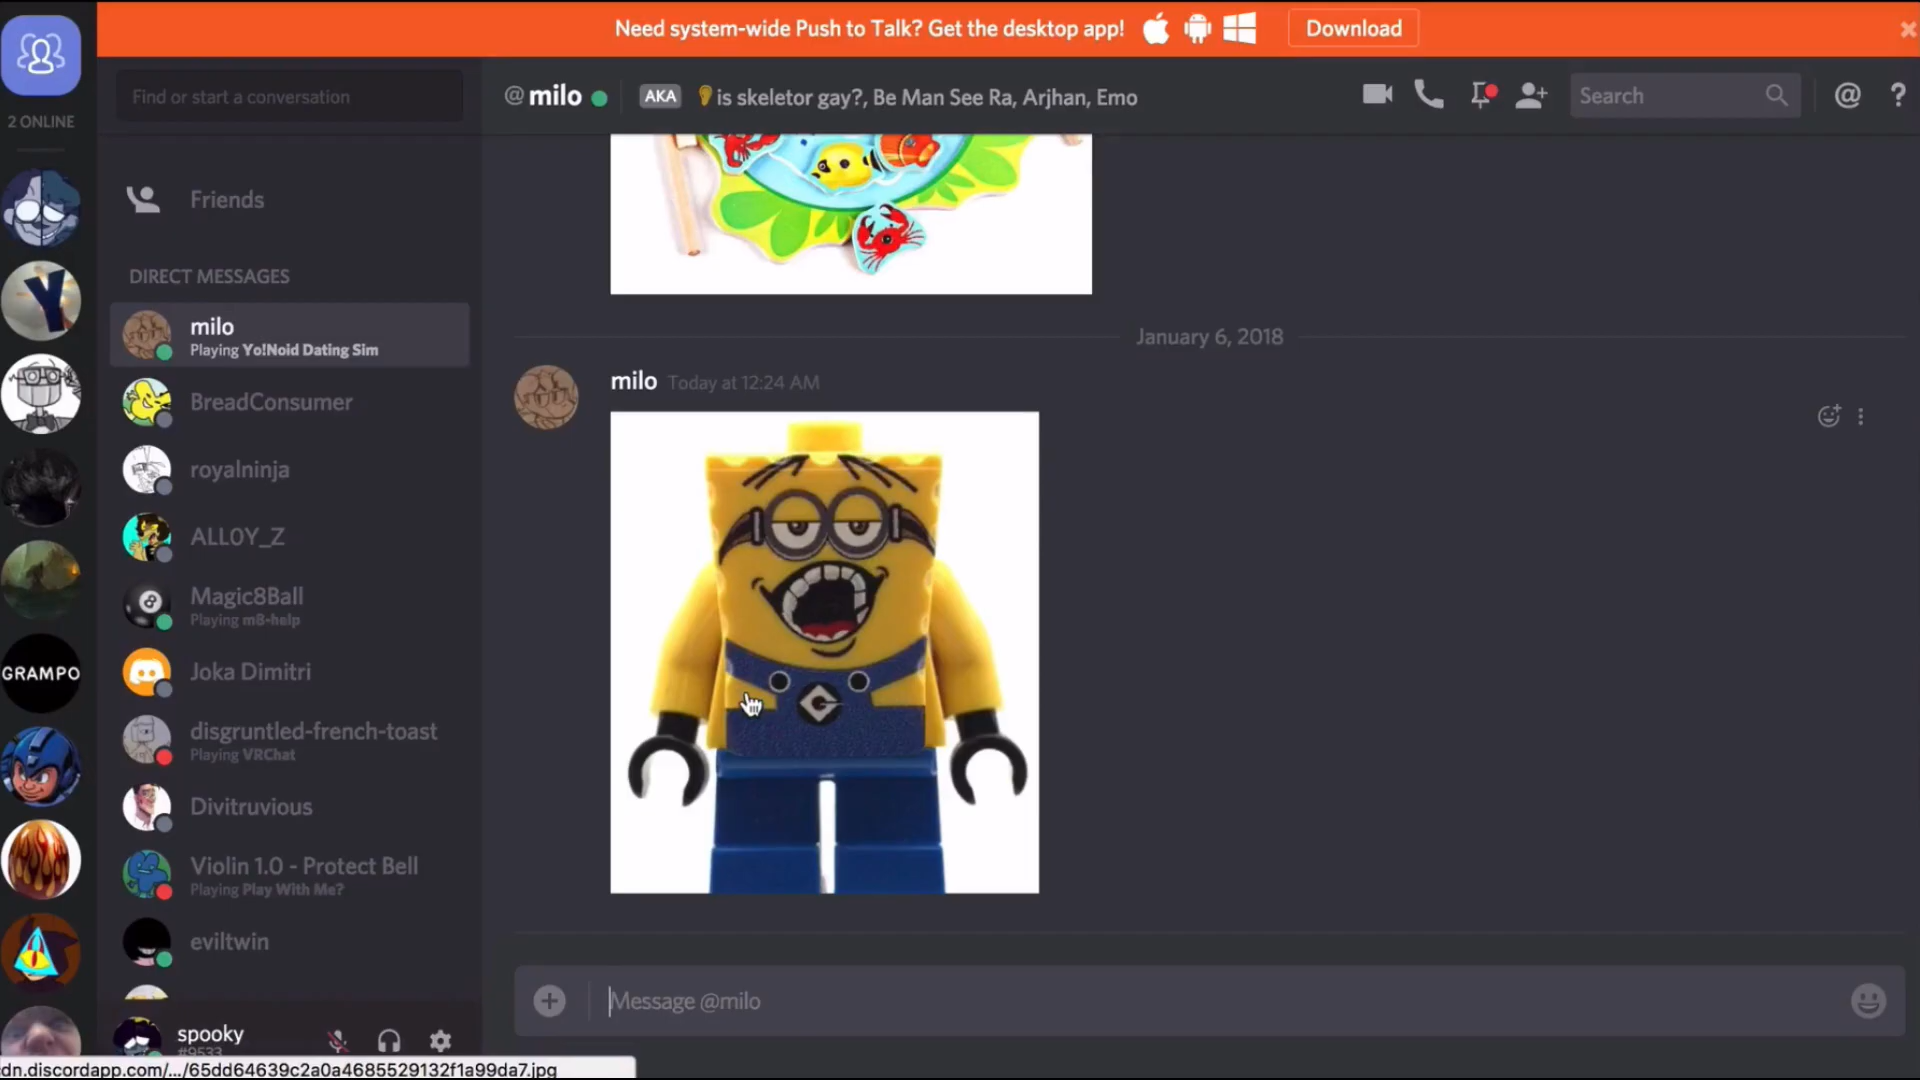 Need system-wide Push to Talk? Get the desktop app!
Download
2 ONLINE
Find or start a conversation
@milo
AKA
is skeletor gay?, Be Man See Ra, Arjhan, Emo
Search
@
?
Friends
DIRECT MESSAGES
milo
Playing Yo!Noid Dating Sim
BreadConsumer
royalninja
ALL0Y_Z
8
Magic8Ball
Playing m8-help
Joka Dimitri
disgruntled-french-toast
Playing VRChat
Divitruvious
Violin 1.0 - Protect Bell
Playing Play With Me?
eviltwin
spooky
#9533
Y
GRAMPO
January 6, 2018
milo Today at 12:24 AM
Message @milo
dn.discordapp.com/.../65dd64639c2a0a4685529132f1a99da7.jpg